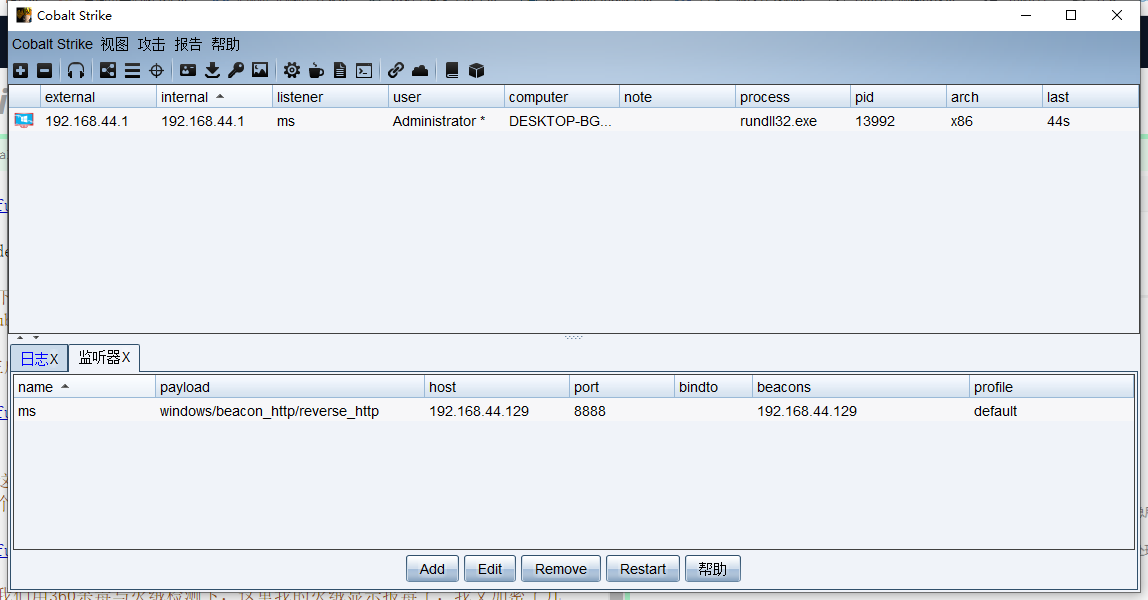 Cobalt Strike
Cobalt Strike 视图 攻击 报告 帮助
external internal listener user computer note process pid arch last
192.168.44.1 192.168.44.1 ms Administrator * DESKTOP-BG... rundll32.exe 13992 x86 44s
日志X 监听器X
name payload host port bindto beacons profile
ms windows/beacon_http/reverse_http 192.168.44.129 8888 192.168.44.129 default
Add Edit Remove Restart 帮助